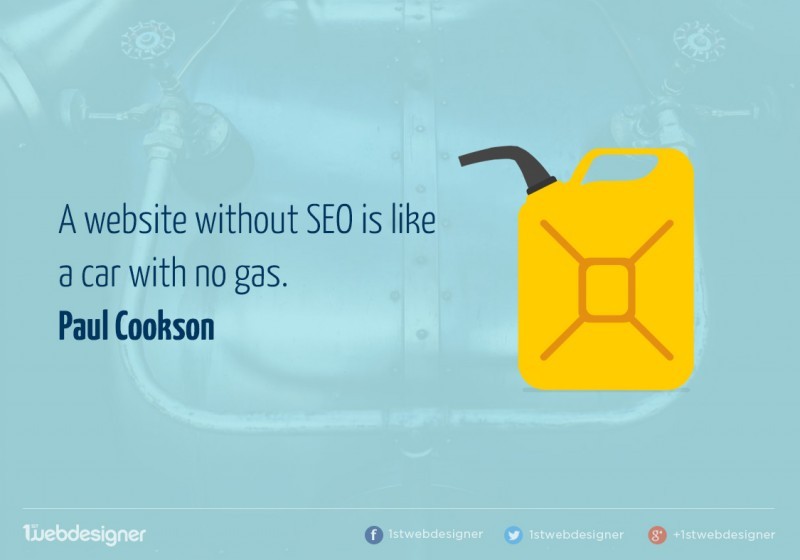 A website without SEO is like
a car with no gas.
Paul Cookson
1stwebdesigner
f 1stwebdesigner
1stwebdesigner
g+ +1stwebdesigner